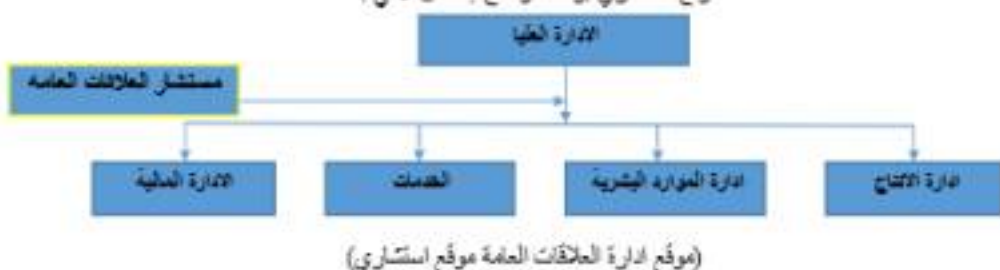 الادارة العليا
مستشار العلاقات العامه
ادارة الانتاج
ادارة الموارد البشرية
الخدمات
الادارة المالية
(موقع ادارة العلاقات العامة موقع استشاري)